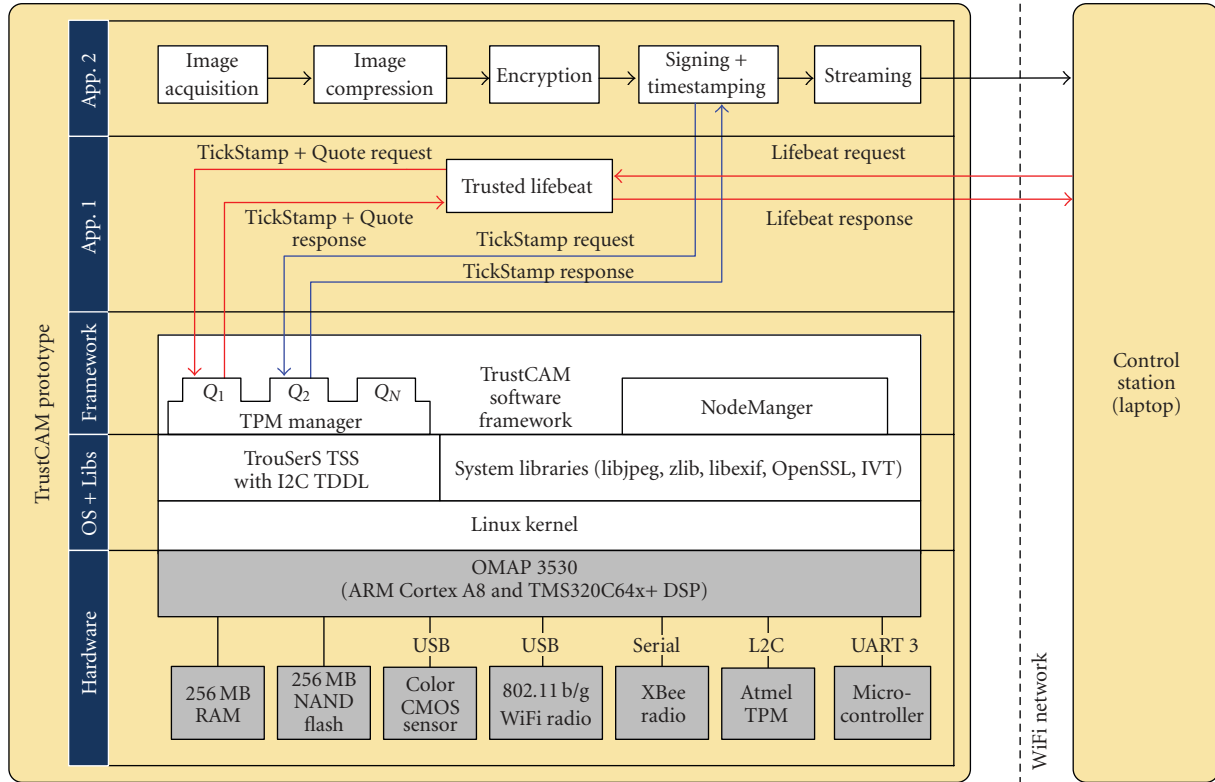 TrustCAM prototype
App. 2
Image
acquisition
Image
compression
Encryption
Signing +
timestamping
Streaming
App. 1
TickStamp + Quote request
Lifebeat request
Trusted lifebeat
TickStamp + Quote
response
Lifebeat response
TickStamp request
TickStamp response
Framework
Q1
Q2
QN
TPM manager
TrustCAM
software
framework
NodeManger
OS + Libs
TrouSerS TSS
with I2C TDDL
System libraries (libjpeg, zlib, libexif, OpenSSL, IVT)
Linux kernel
Hardware
OMAP 3530
(ARM Cortex A8 and TMS320C64x+ DSP)
USB
USB
Serial
L2C
UART 3
256 MB
RAM
256 MB
NAND
flash
Color
CMOS
sensor
802.11 b/g
WiFi radio
XBee
radio
Atmel
TPM
Micro-
controller
WiFi network
Control
station
(laptop)